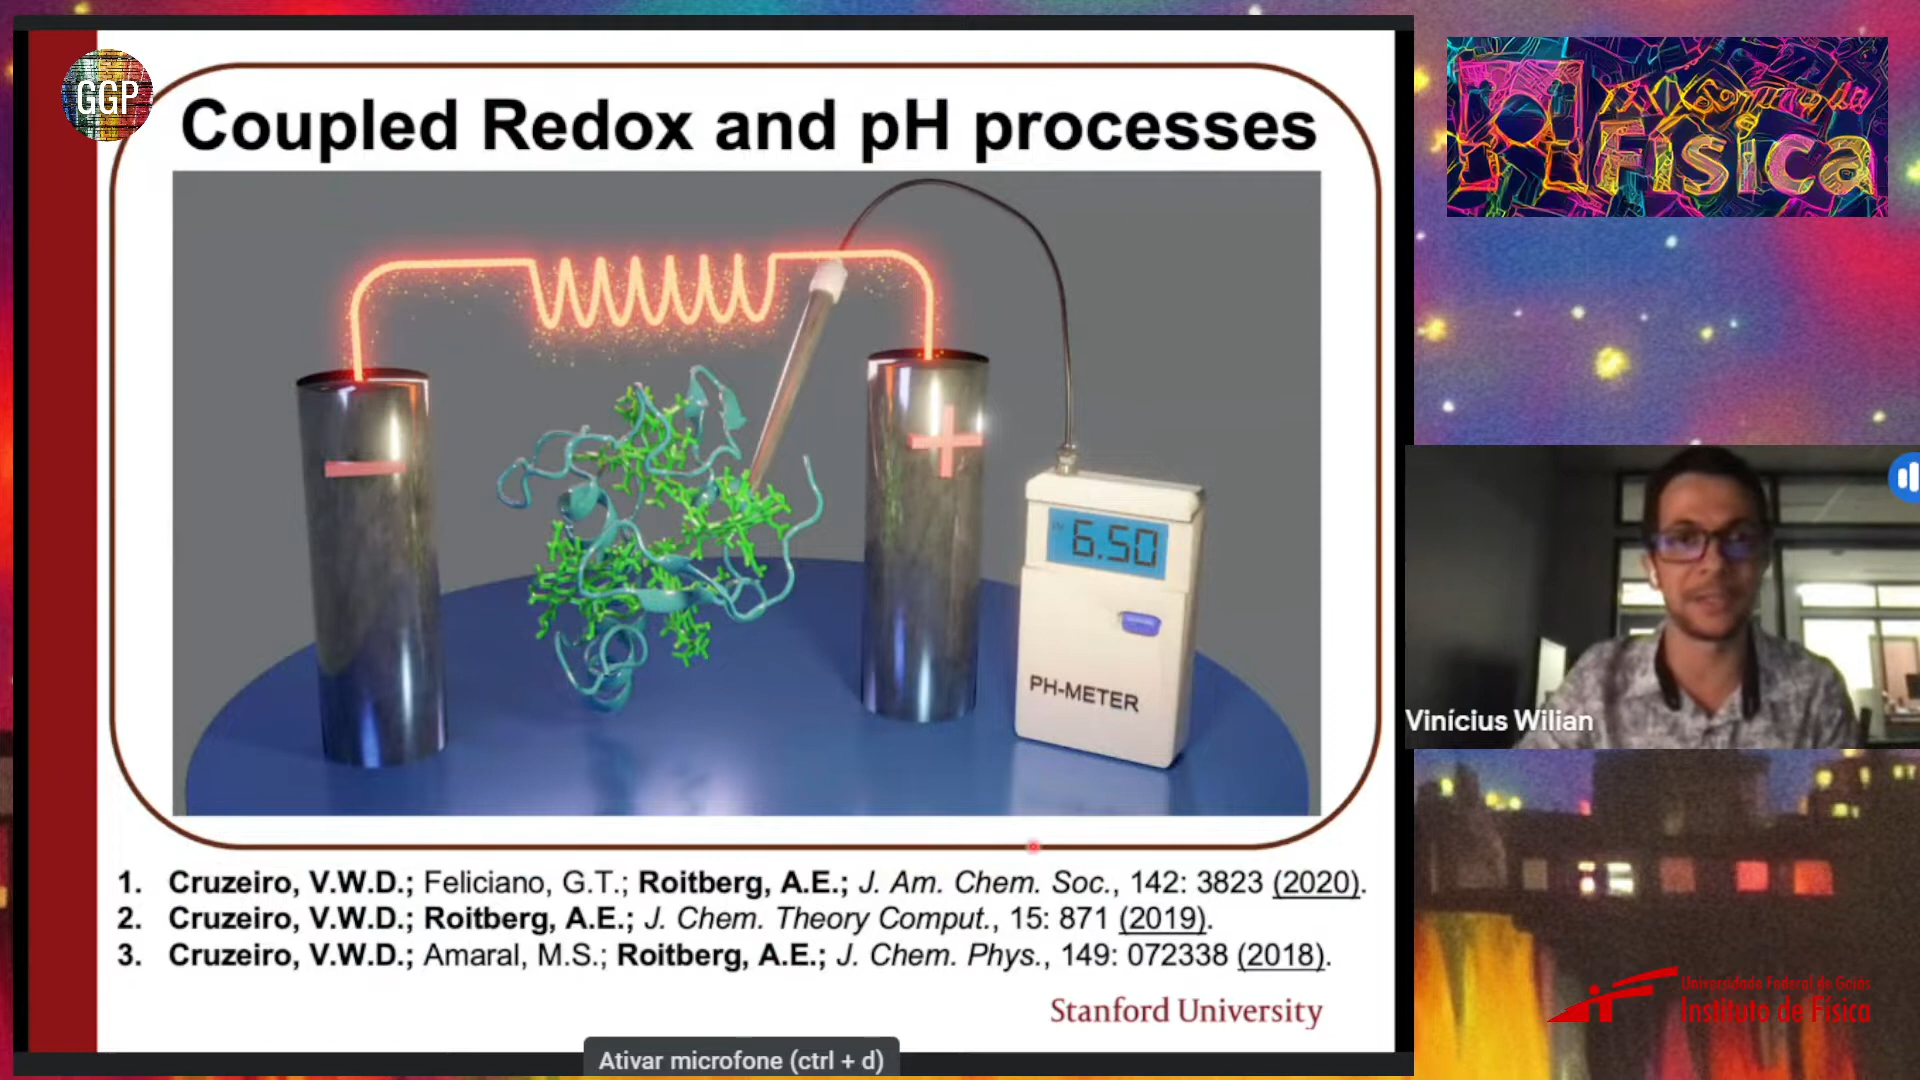 GGP
Coupled Redox and pH processes
6.50
PH-METER
1. Cruzeiro, V.W.D.; Feliciano, G.T.; Roitberg, A.E.; J. Am. Chem. Soc., 142: 3823 (2020).
2. Cruzeiro, V.W.D.; Roitberg, A.E.; J. Chem. Theory Comput., 15: 871 (2019).
3. Cruzeiro, V.W.D.; Amaral, M.S.; Roitberg, A.E.; J. Chem. Phys., 149: 072338 (2018).
Stanford University
Ativar microfone (ctrl + d)
Física
Vinícius Wilian
Universidade Federal de Goiás
Instituto de Física